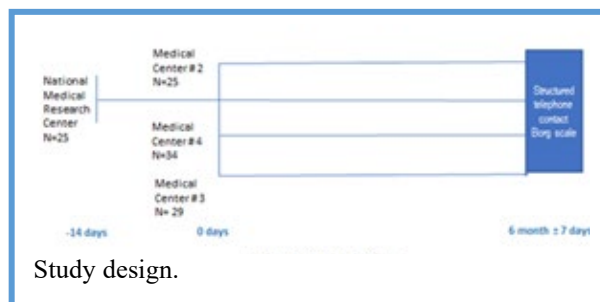 Medical
Center # 2
N=25
National
Medical
Research
Center
N=25
Structured
telephone
contact
Borg scale
Medical
Center #4
N=34
Medical
Center # 3
N= 29
-14 days
0 days
6 month ± 7 days
Study design.